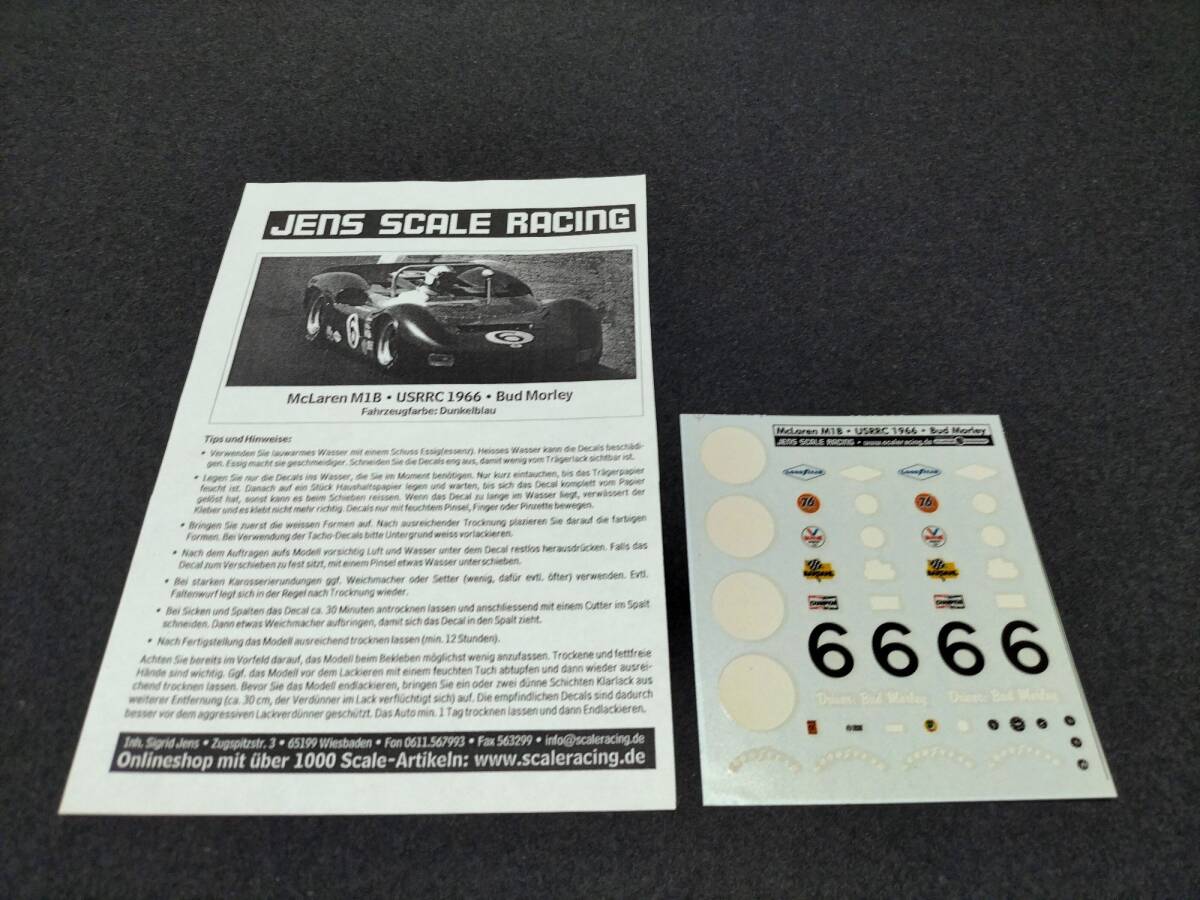 JENS SCALE RACING
6
6
McLaren M1B • USRRC 1966 • Bud Morley
Fahrzeugfarbe: Dunkelblau
Tips und Hinweise:
• Verwenden Sie lauwarmes Wasser mit einem Schuss Essig(essenz). Heisses Wasser kann die Decals beschädi-
gen. Essig macht sie geschmeidiger. Schneiden Sie die Decals eng aus, damit wenig vom Trägerlack sichtbar ist.
• Legen Sie nur die Decals ins Wasser, die Sie im Moment benötigen. Nur kurz eintauchen, bis das Trägerpapier
feucht ist. Danach auf ein Stück Haushaltspapier legen und warten, bis sich das Decal komplett vom Papier
gelöst hat, sonst kann es beim Schieben reissen. Wenn das Decal zu lange im Wasser liegt, verwässert der
Kleber und es klebt nicht mehr richtig. Decals nur mit feuchtem Pinsel, Finger oder Pinzette bewegen.
• Bringen Sie zuerst die weissen Formen auf. Nach ausreichender Trocknung plazieren Sie darauf die farbigen
Formen. Bei Verwendung der Tacho-Decals bitte Untergrund weiss vorlackieren.
• Nach dem Auftragen aufs Modell vorsichtig Luft und Wasser unter dem Decal restlos herausdrücken. Falls das
Decal zum Verschieben zu fest sitzt, mit einem Pinsel etwas Wasser unterschieben.
• Bei starken Karosserierundungen ggf. Weichmacher oder Setter (wenig, dafür evtl. öfter) verwenden. Evtl.
Faltenwurf legt sich in der Regel nach Trocknung wieder.
• Bei Sicken und Spalten das Decal ca. 30 Minuten antrocknen lassen und anschliessend mit einem Cutter im Spalt
schneiden. Dann etwas Weichmacher aufbringen, damit sich das Decal in den Spalt zieht.
• Nach Fertigstellung das Modell ausreichend trocknen lassen (min. 12 Stunden).
Achten Sie bereits im Vorfeld darauf, das Modell beim Bekleben möglichst wenig anzufassen. Trockene und fettfreie
Hände sind wichtig. Ggf. das Modell vor dem Lackieren mit einem feuchten Tuch abtupfen und dann wieder ausrei-
chend trocknen lassen. Bevor Sie das Modell endlackieren, bringen Sie ein oder zwei dünne Schichten Klarlack aus
weiterer Entfernung (ca. 30 cm, der Verdünner im Lack verflüchtigt sich) auf. Die empfindlichen Decals sind dadurch
besser vor dem aggressiven Lackverdünner geschützt. Das Auto min. 1 Tag trocknen lassen und dann Endlackieren.
Inh. Sigrid Jens • Zugspitzstr. 3 • 65199 Wiesbaden • Fon 0611.567993 • Fax 563299 • info@scaleracing.de
Onlineshop mit über 1000 Scale-Artikeln: www.scaleracing.de
McLaren M1B • USRRC 1966 • Bud Morley
JENS SCALE RACING • www.scaleracing.de
GOODYEAR GOODYEAR
76 76
BARDAHL BARDAHL
CHAMPION CHAMPION
6 6 6 6
Driver: Bud Morley Driver: Bud Morley